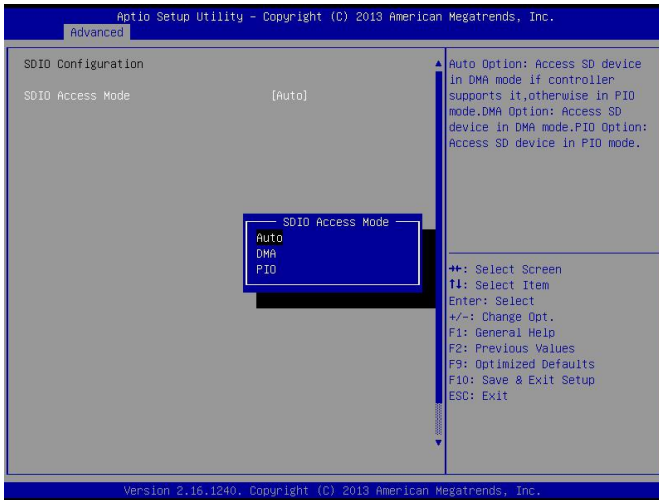 Aptio Setup Utility – Copyright (C) 2013 American Megatrends, Inc.
Advanced
SDIO Configuration
SDIO Access Mode [Auto]
Auto Option: Access SD device
in DMA mode if controller
supports it,otherwise in PIO
mode.DMA Option: Access SD
device in DMA mode.PIO Option:
Access SD device in PIO mode.
SDIO Access Mode
Auto
DMA
PIO
→←: Select Screen
↑↓: Select Item
Enter: Select
+/-: Change Opt.
F1: General Help
F2: Previous Values
F9: Optimized Defaults
F10: Save & Exit Setup
ESC: Exit
Version 2.16.1240. Copyright (C) 2013 American Megatrends, Inc.